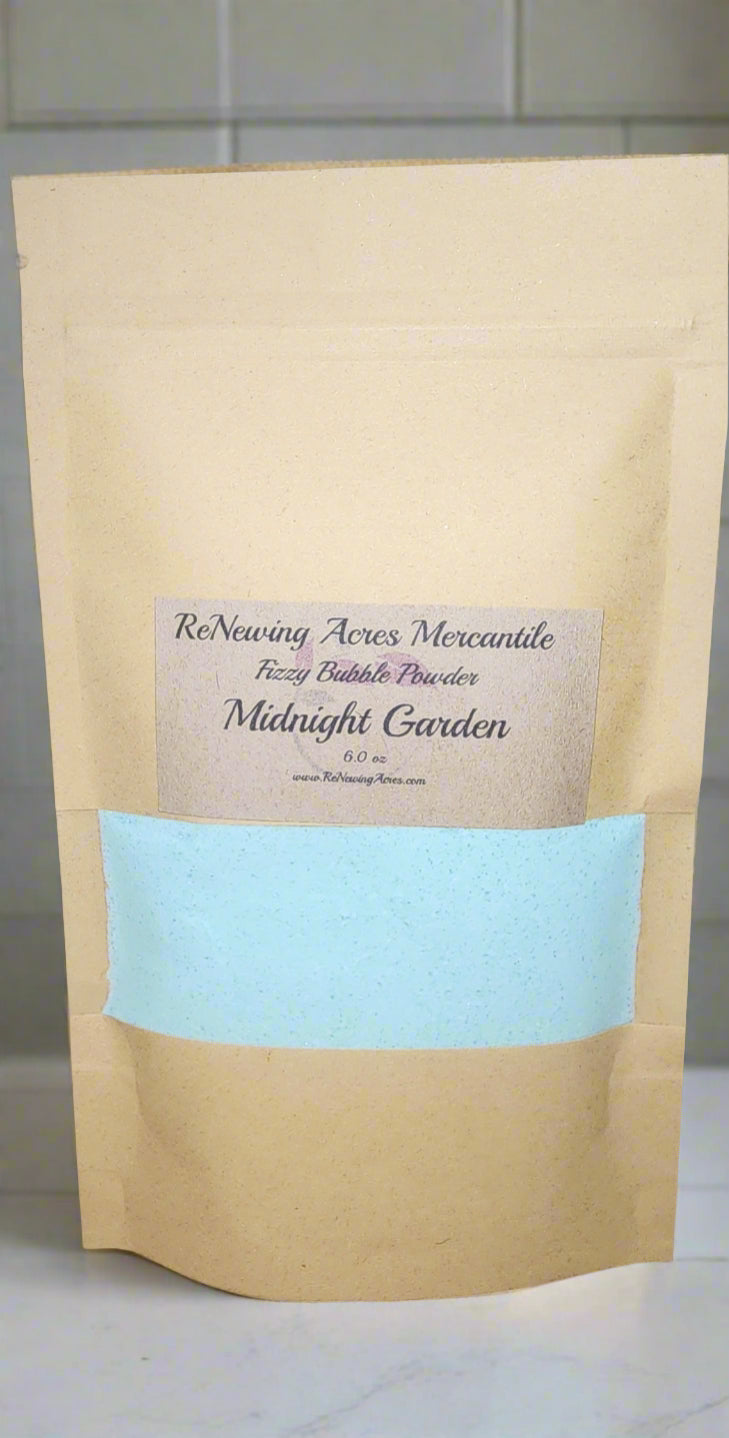 ReNewing Acres Mercantile
Fizzy Bubble Powder
Midnight Garden
6.0 oz
www.ReNewingAcres.com